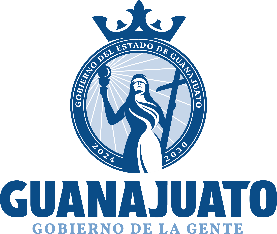 GOBIERNO DEL ESTADO DE GUANAJUATO
2024 2030
GUANAJUATO
GOBIERNO DE LA GENTE